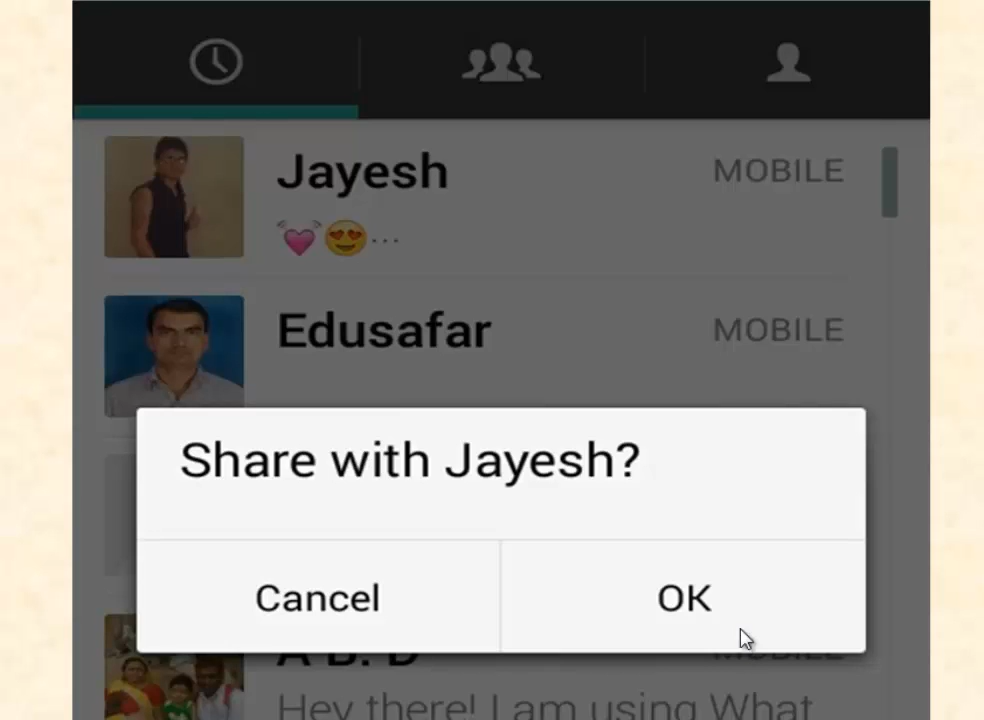 Jayesh
MOBILE
💓😍...
Edusafar
MOBILE
Share with Jayesh?
Cancel
OK
A B. D
MOBILE
Hey there! I am using What